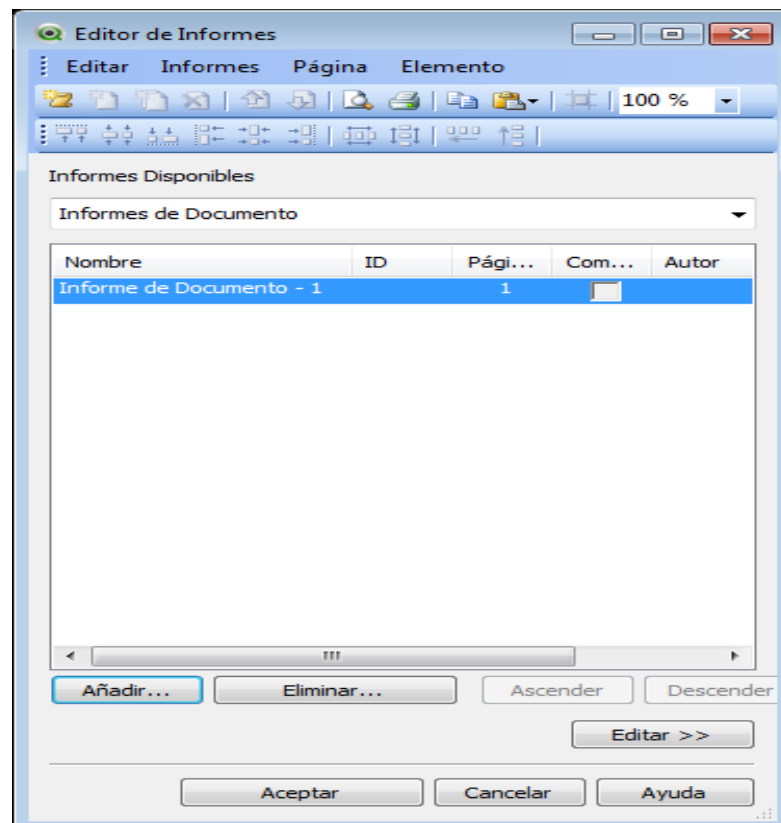 Editor de Informes
Editar Informes Página Elemento
100 %
Informes Disponibles
Informes de Documento
Nombre ID Pági... Com... Autor
Informe de Documento - 1 1
Añadir... Eliminar... Ascender Descender
Editar >>
Aceptar Cancelar Ayuda